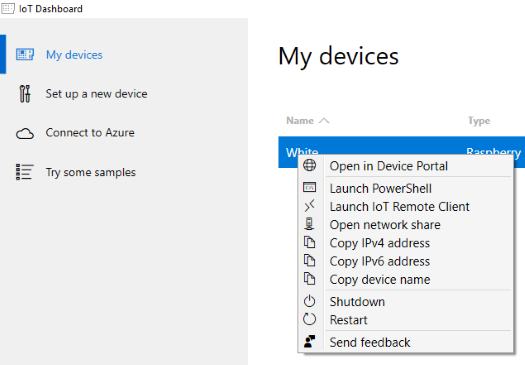 IoT Dashboard
My devices
Set up a new device
Connect to Azure
Try some samples
My devices
Name Type
White Raspberry
Open in Device Portal
Launch PowerShell
Launch IoT Remote Client
Open network share
Copy IPv4 address
Copy IPv6 address
Copy device name
Shutdown
Restart
Send feedback